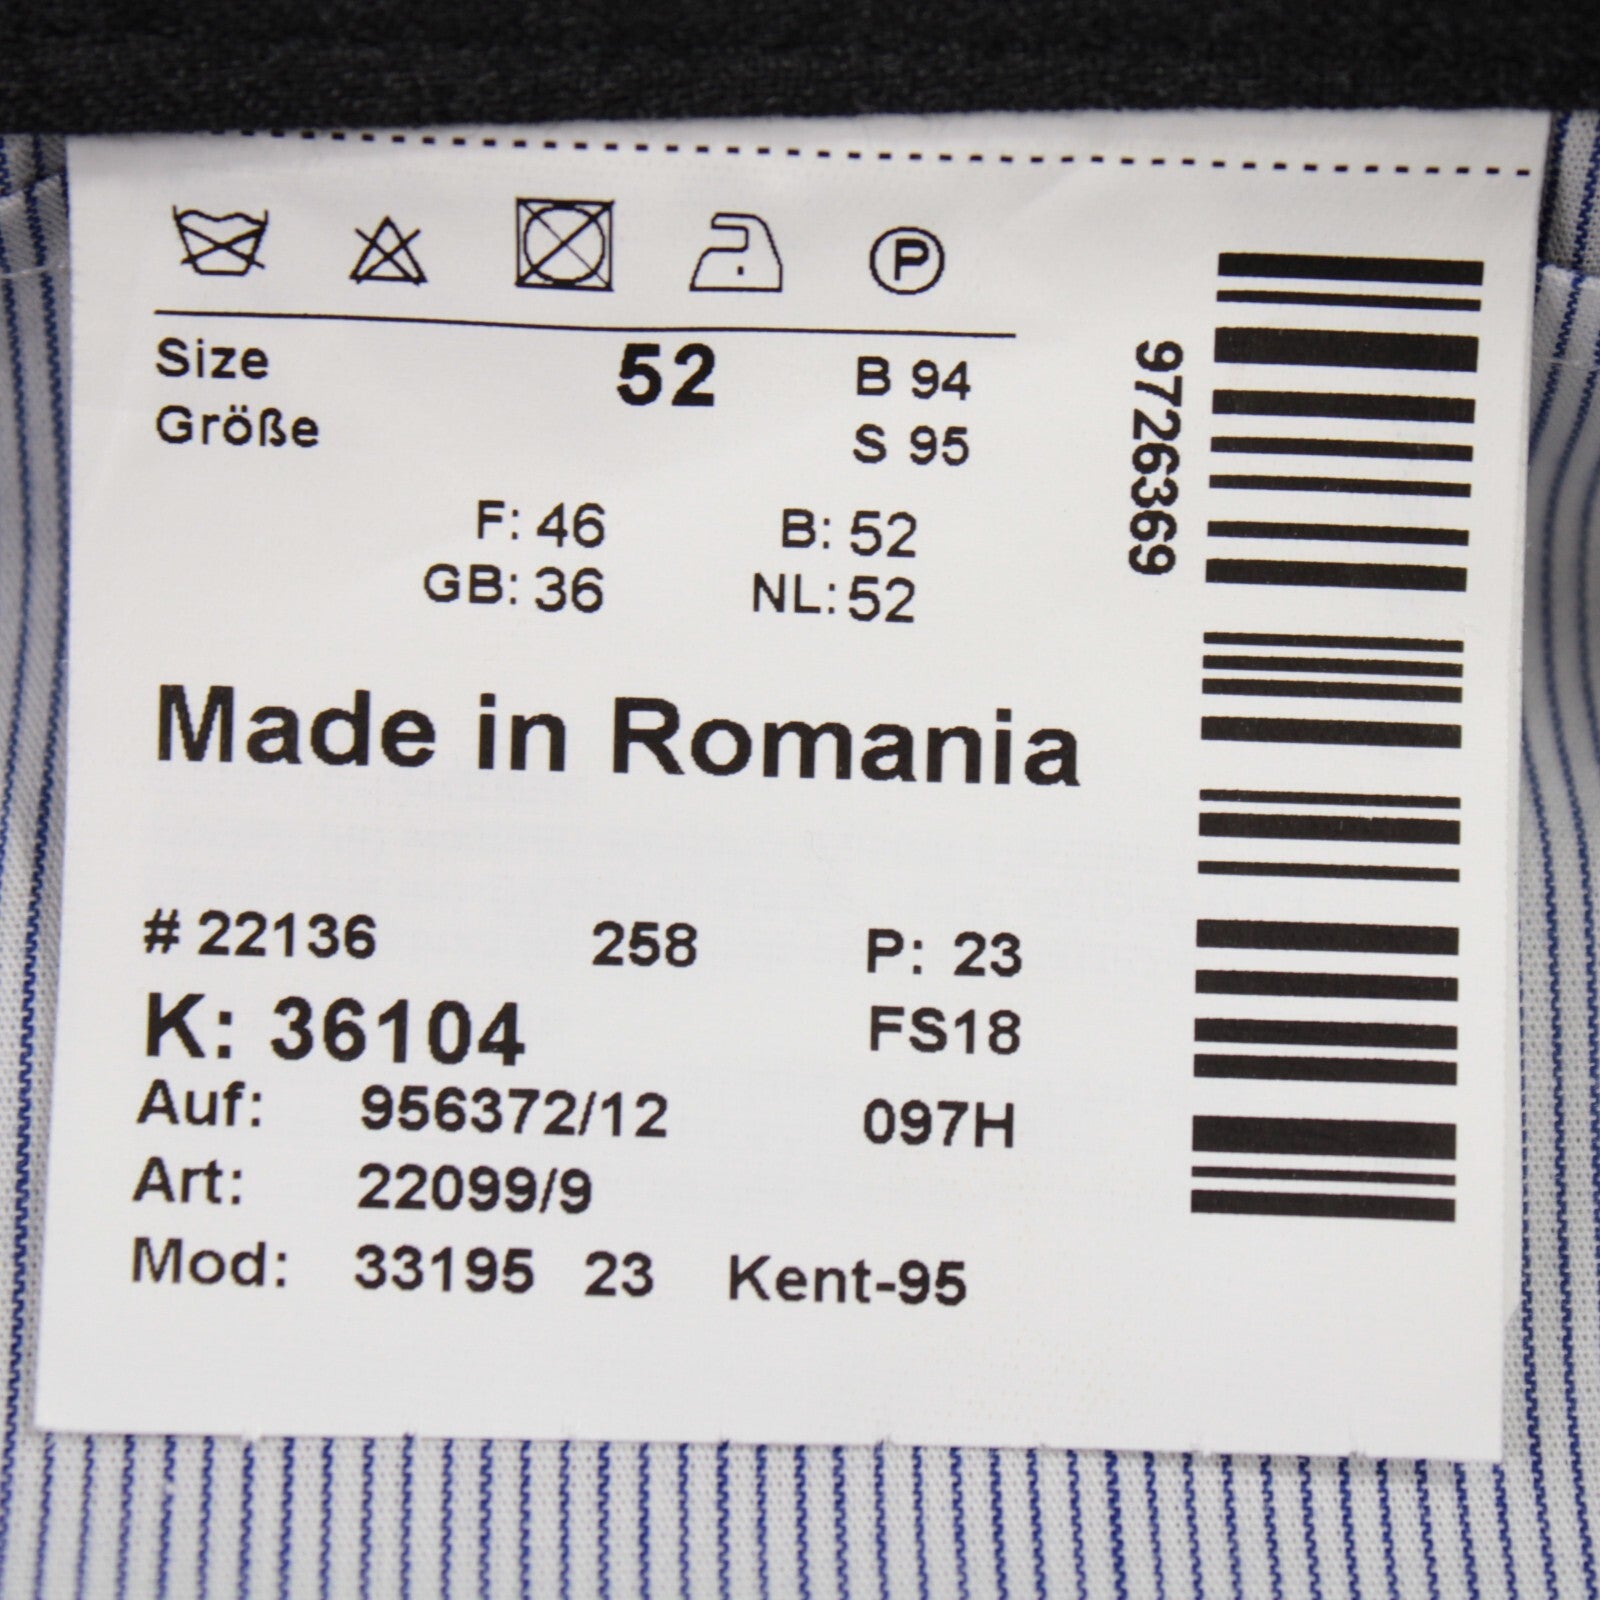 P
Size 52 B 94
Größe S 95
F: 46 B: 52
GB: 36 NL: 52
Made in Romania
# 22136 258 P: 23
K: 36104 FS18
Auf: 956372/12 097H
Art: 22099/9
Mod: 33195 23 Kent-95
9726369